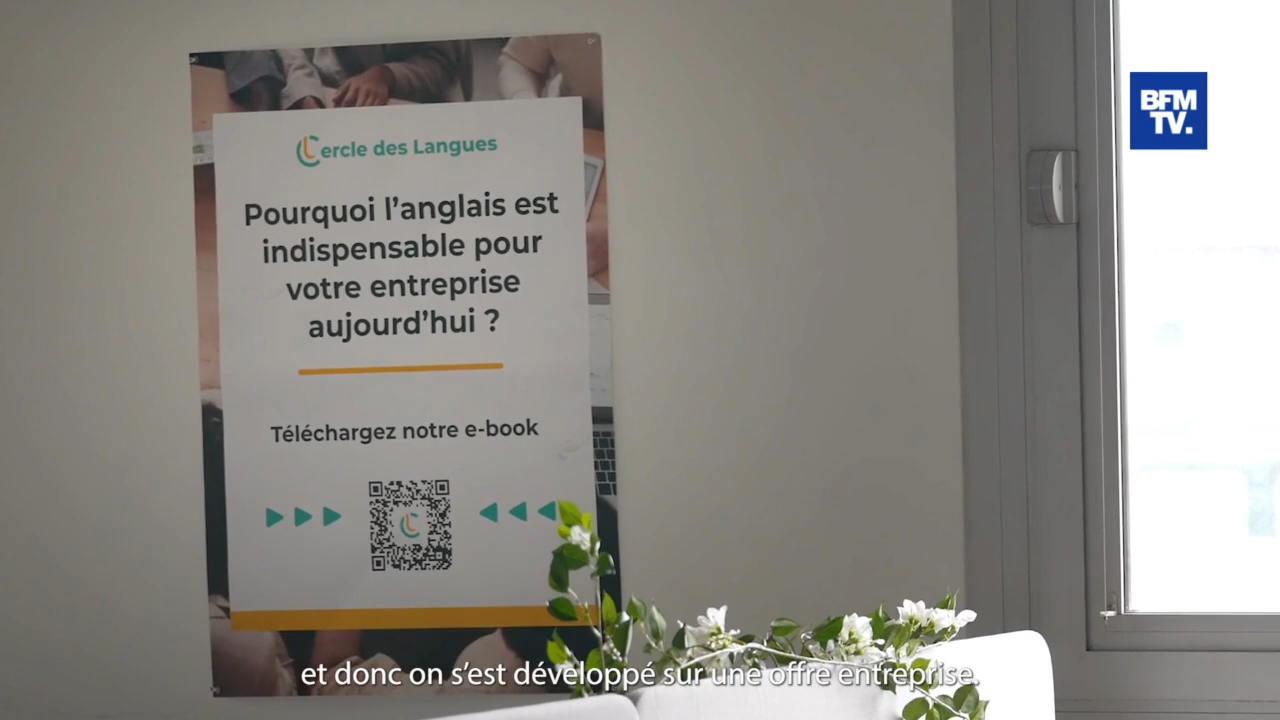 BFM
TV.
Cercle des Langues
Pourquoi l'anglais est
indispensable pour
votre entreprise
aujourd'hui ?
Téléchargez notre e-book
et donc on s'est développé sur une offre entreprise.